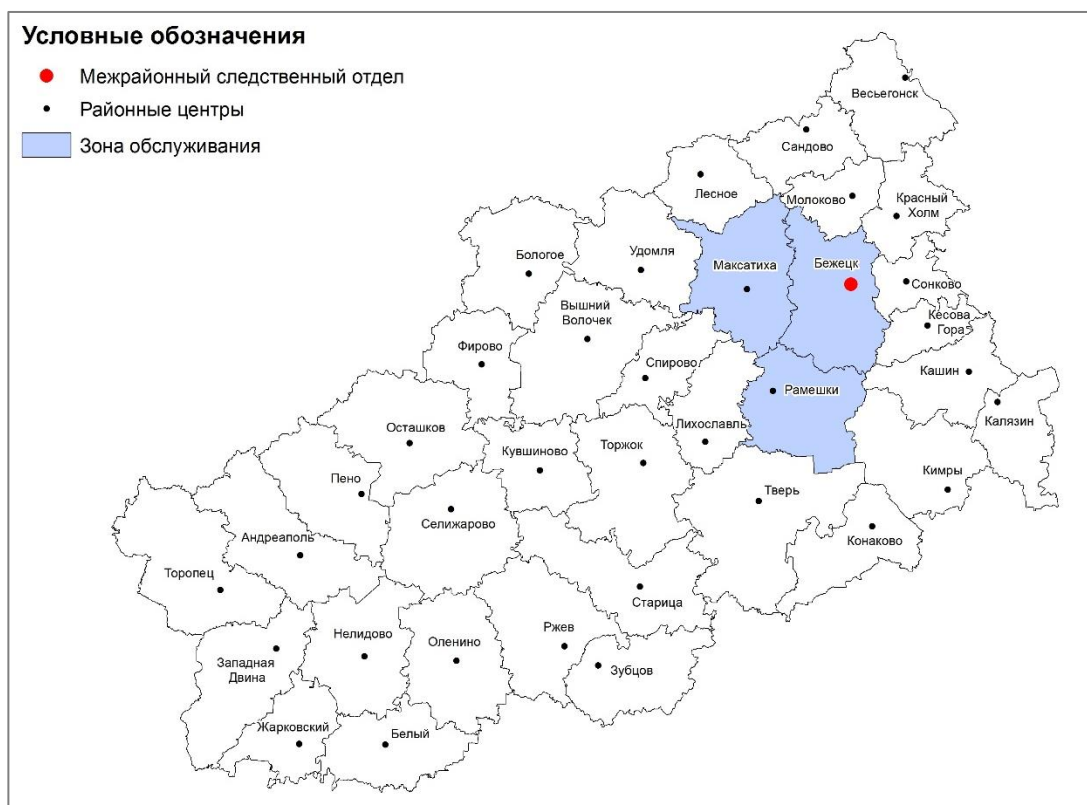 Условные обозначения
Межрайонный следственный отдел
Районные центры
Зона обслуживания
Весьегонск
Сандово
Лесное
Молоково
Красный
Холм
Бологое
Удомля
Максатиха
Бежецк
Сонково
Вышний
Волочек
Кесова
Гора
Фирово
Спирово
Кашин
Рамешки
Калязин
Осташков
Лихославль
Кувшиново
Торжок
Кимры
Пено
Тверь
Селижарово
Конаково
Андреаполь
Торопец
Старица
Нелидово
Оленино
Ржев
Западная
Двина
Зубцов
Жарковский
Белый